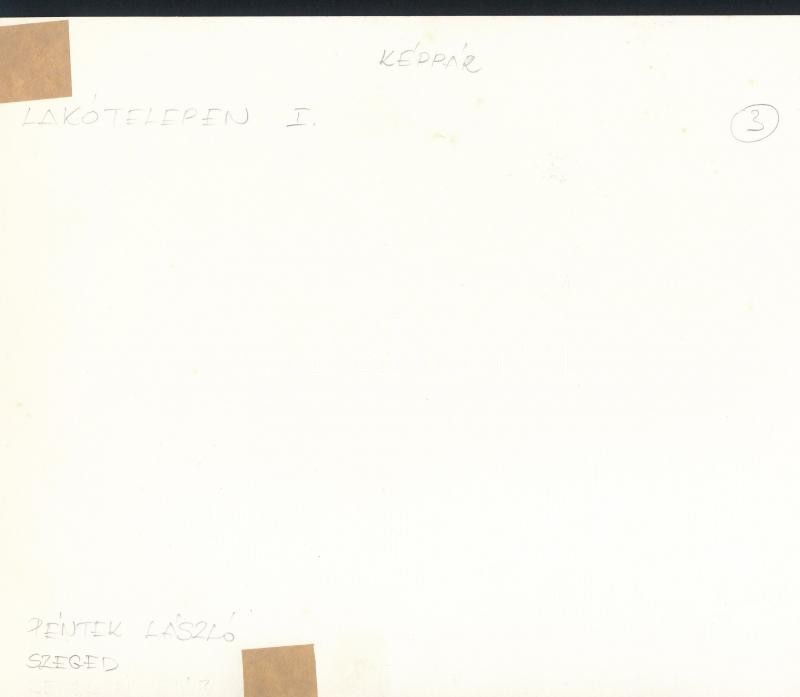 KÉPPÁR
LAKÓTELEPEN I.
3
PÉNTEK LÁSZLÓ
SZEGED